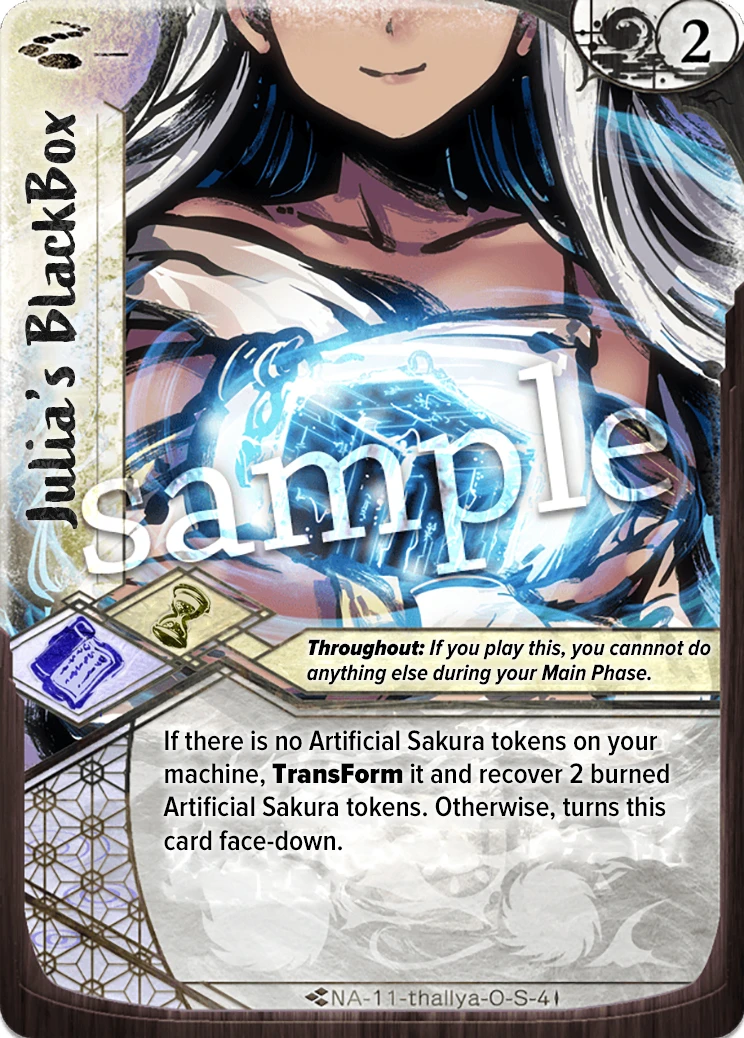 2
Julia's BlackBox
sample
Throughout: If you play this, you cannnot do
anything else during your Main Phase.
If there is no Artificial Sakura tokens on your
machine, TransForm it and recover 2 burned
Artificial Sakura tokens. Otherwise, turns this
card face-down.
NA-11-thallya-O-S-4